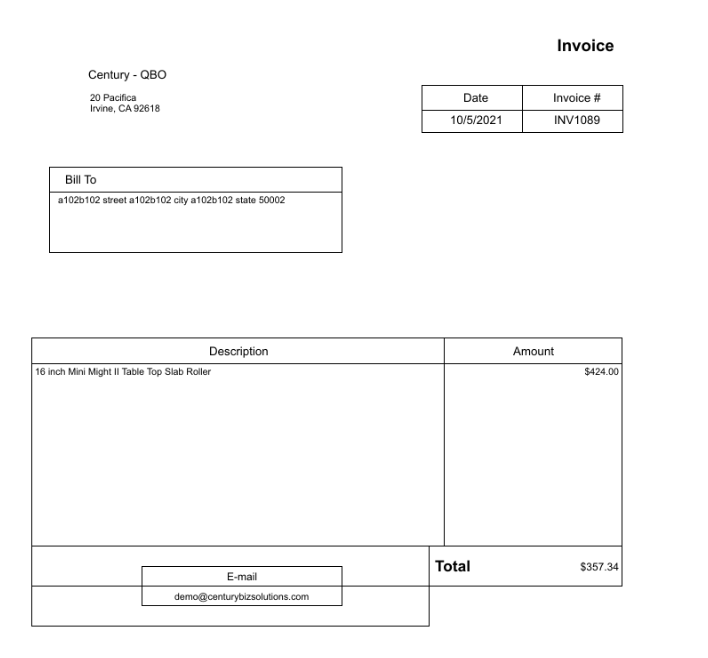 Invoice
Century - QBO
20 Pacifica
Irvine, CA 92618
Date Invoice #
10/5/2021 INV1089
Bill To
a102b102 street a102b102 city a102b102 state 50002
Description Amount
16 inch Mini Might II Table Top Slab Roller $424.00
Total $357.34
E-mail
demo@centurybizsolutions.com